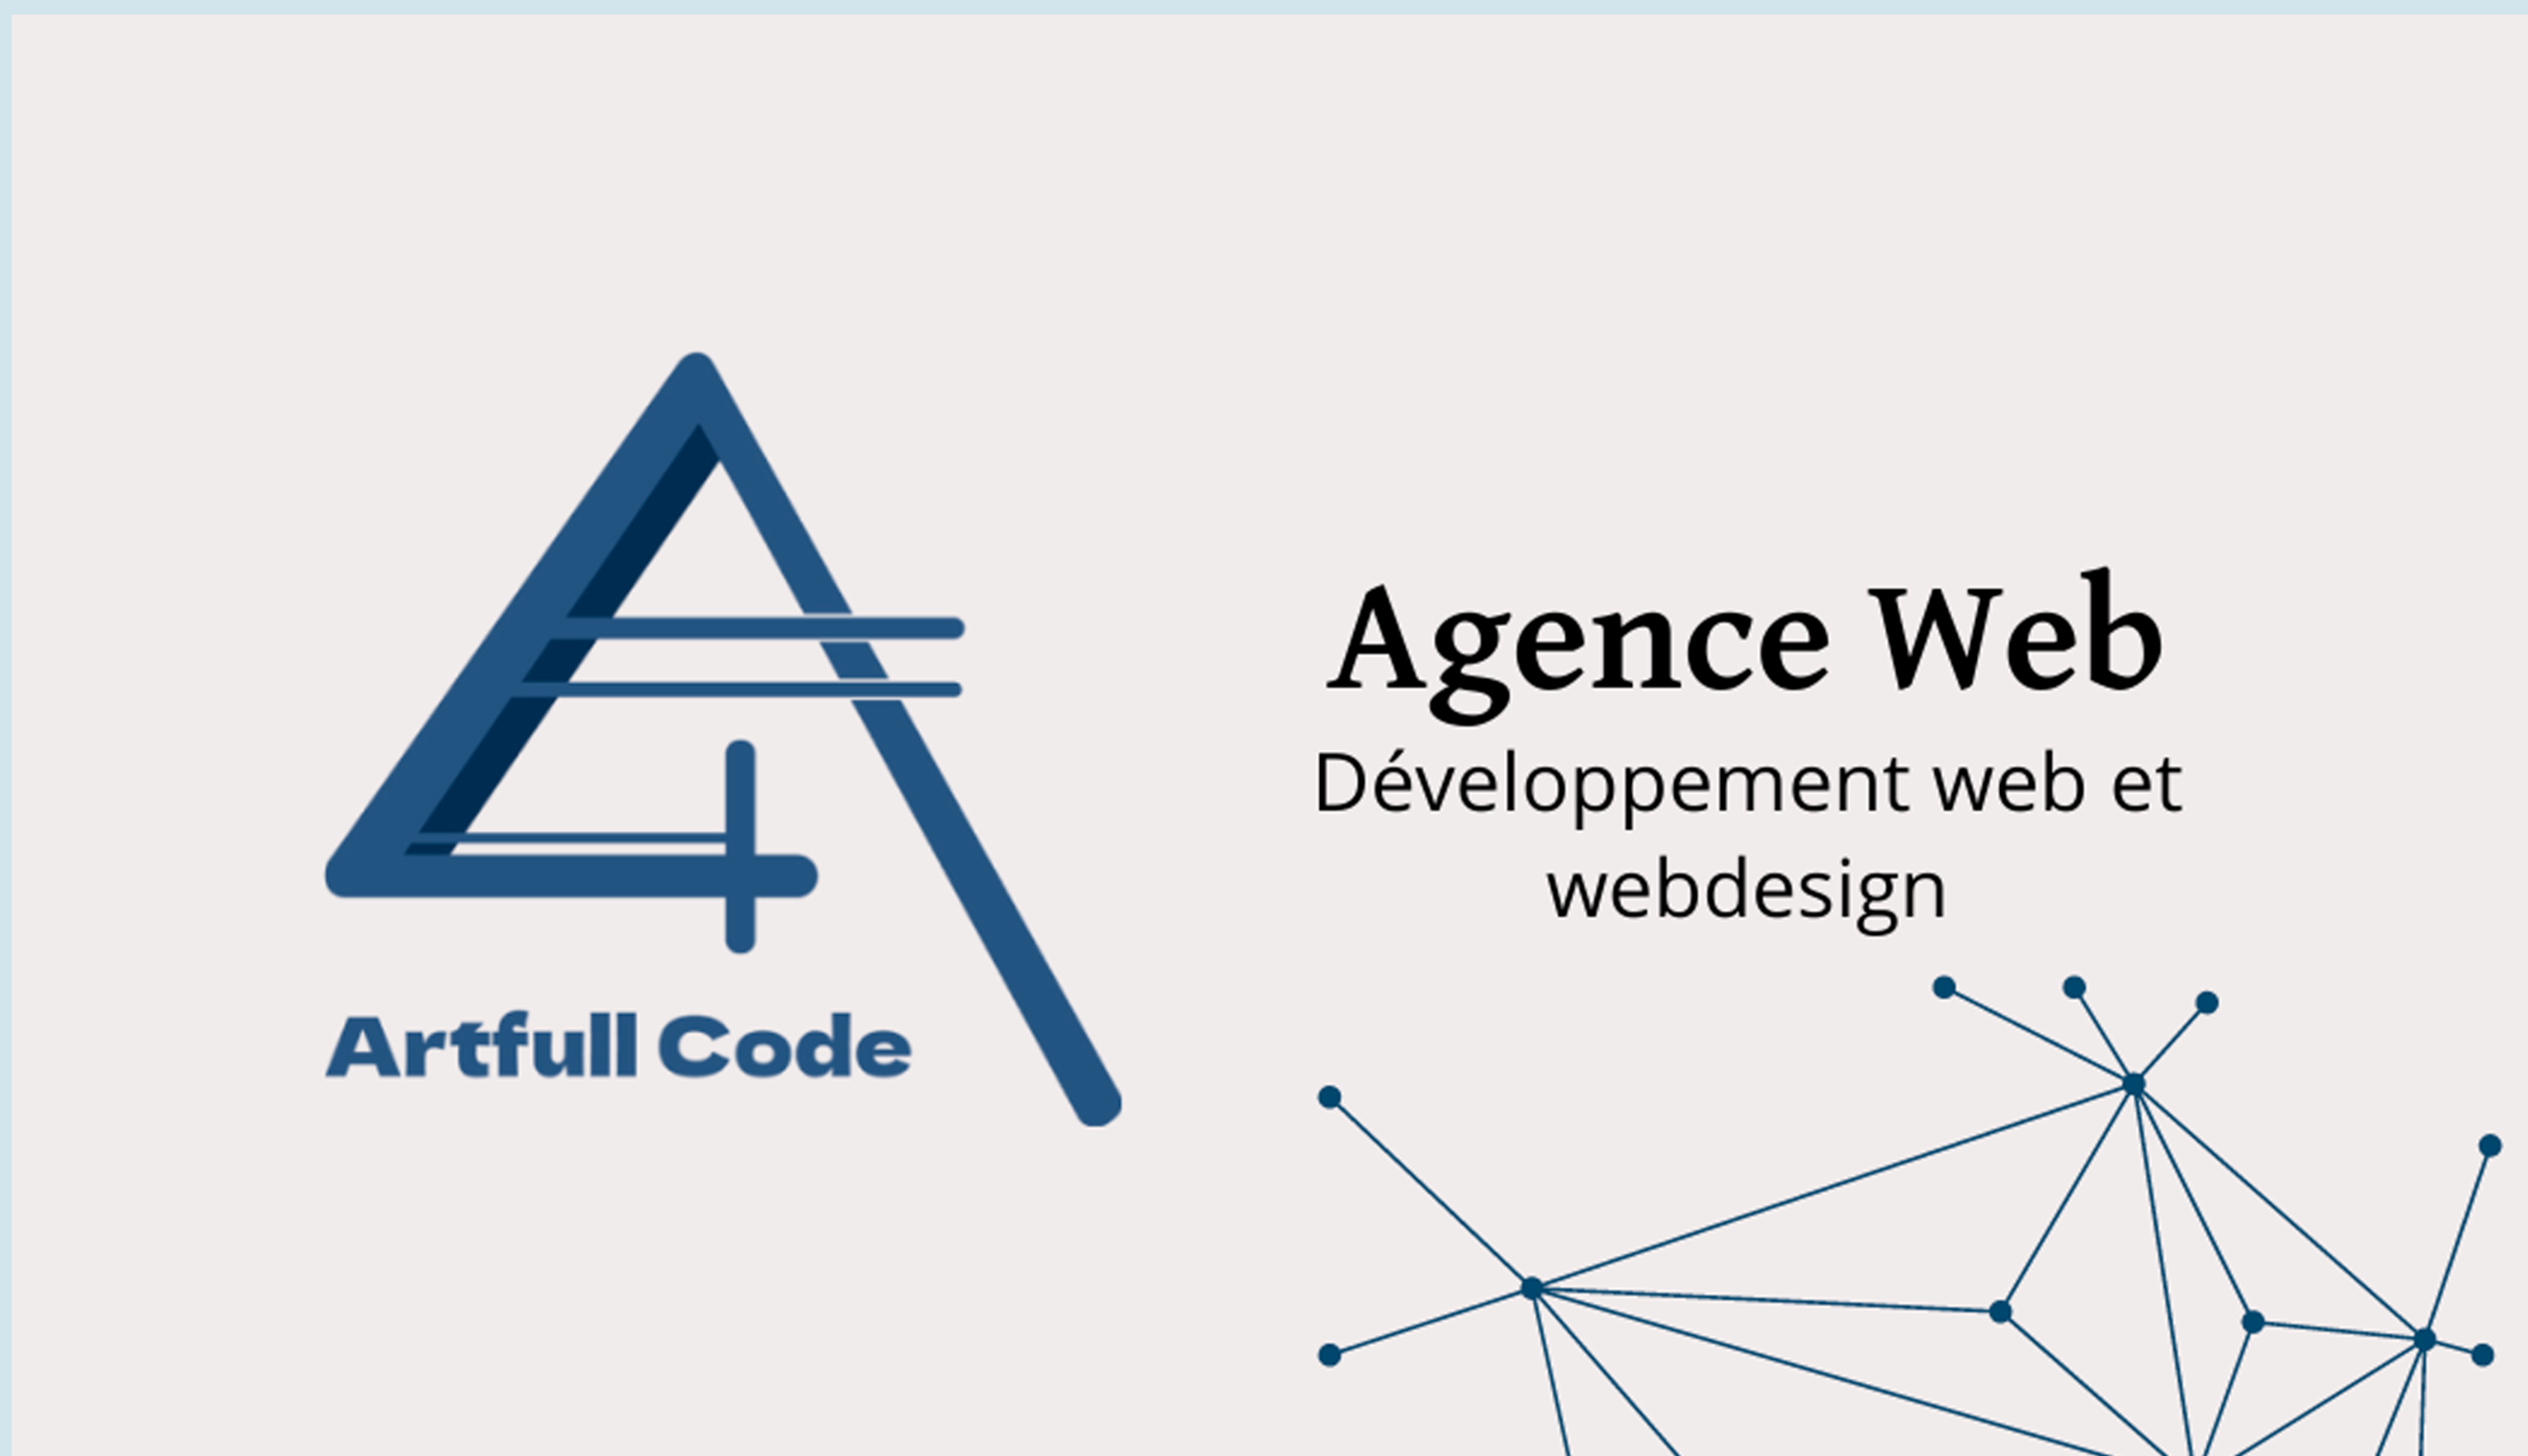 Artfull Code
Agence Web
Développement web et
webdesign